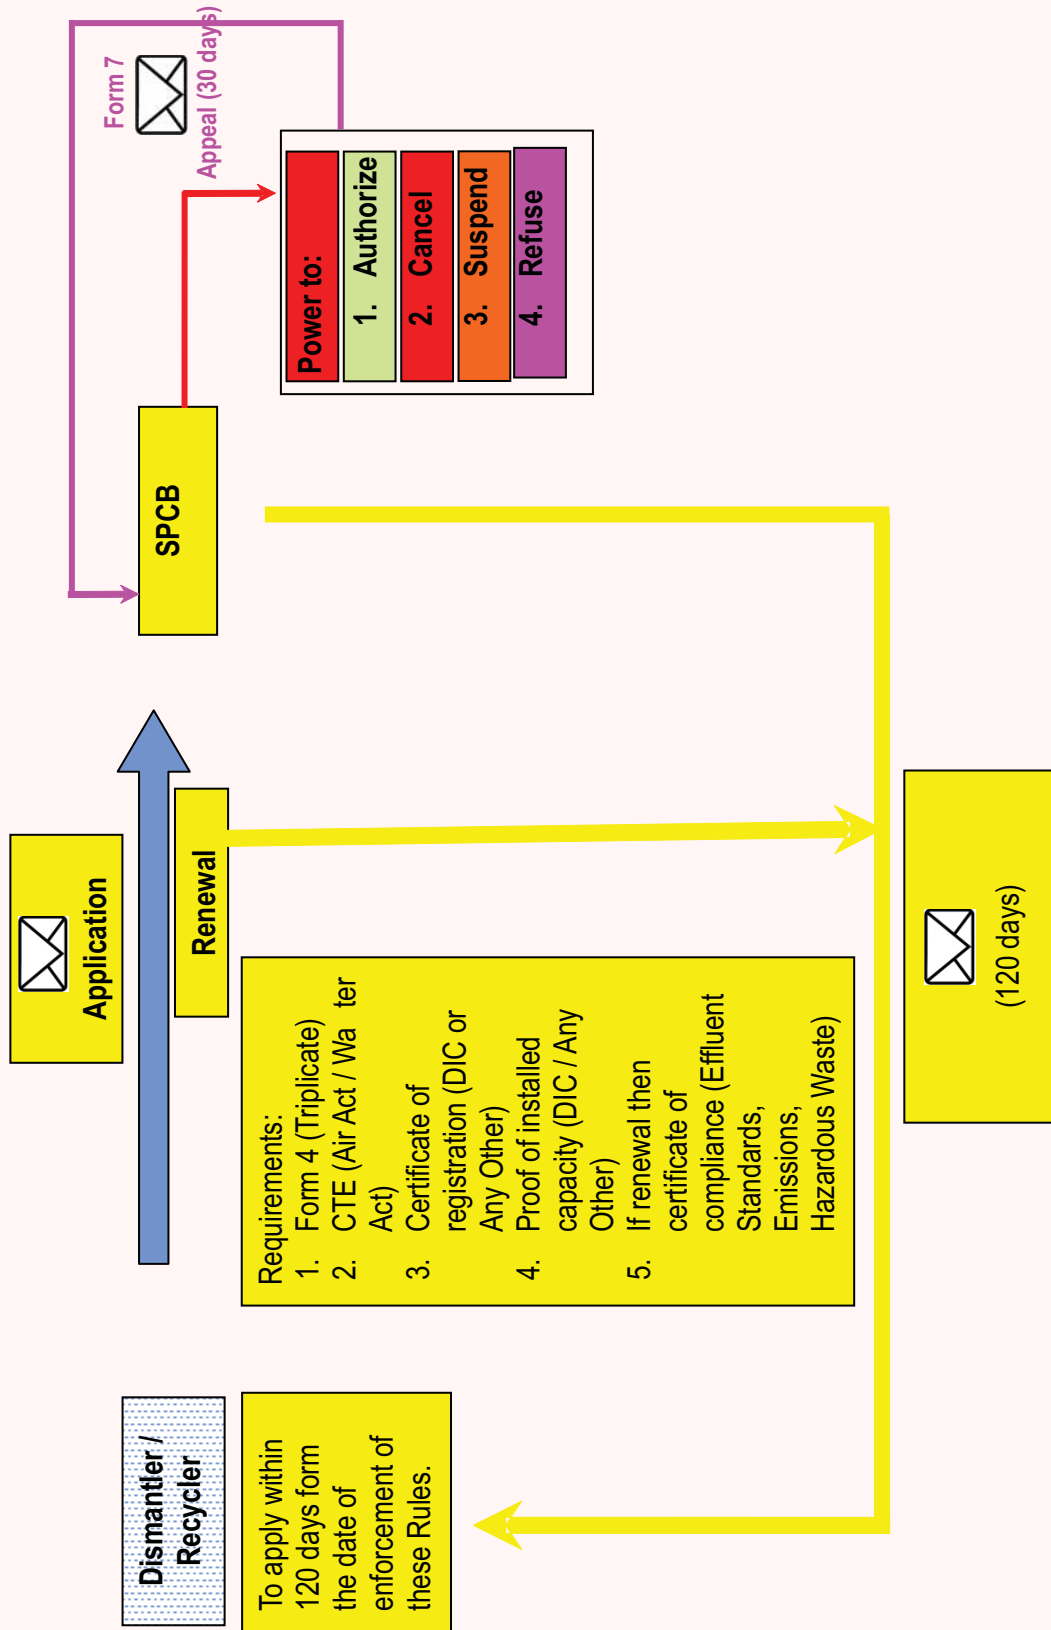 Dismantler /
Recycler
To apply within
120 days form
the date of
enforcement of
these Rules.
Application
Renewal
Requirements:
1. Form 4 (Triplicate)
2. CTE (Air Act / Wa ter
Act)
3. Certificate of
registration (DIC or
Any Other)
4. Proof of installed
capacity (DIC / Any
Other)
5. If renewal then
certificate of
compliance (Effluent
Standards,
Emissions,
Hazardous Waste)
(120 days)
SPCB
Form 7
Appeal (30 days)
Power to:
1. Authorize
2. Cancel
3. Suspend
4. Refuse